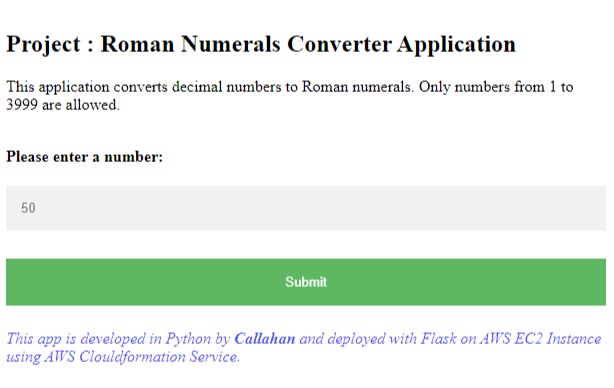 Project : Roman Numerals Converter Application
This application converts decimal numbers to Roman numerals. Only numbers from 1 to
3999 are allowed.
Please enter a number:
50
Submit
This app is developed in Python by Callahan and deployed with Flask on AWS EC2 Instance
using AWS Clouldformation Service.